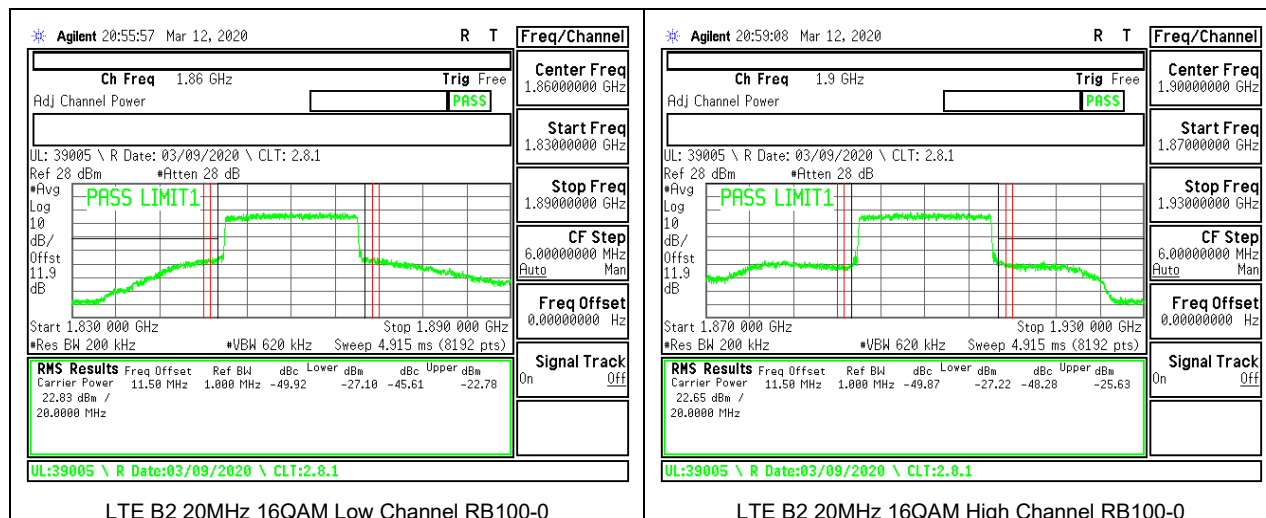 Agilent 20:55:57 Mar 12, 2020 R T
Freq/Channel
Ch Freq 1.86 GHz Trig Free
Adj Channel Power PASS
Center Freq
1.86000000 GHz
Start Freq
1.83000000 GHz
Stop Freq
1.89000000 GHz
CF Step
6.00000000 MHz
Auto Man
Freq Offset
0.00000000 Hz
Signal Track
On Off
UL: 39005 \ R Date: 03/09/2020 \ CLT: 2.8.1
Ref 28 dBm #Atten 28 dB
#Avg
Log
10
dB/
Offst
11.9
dB
PASS LIMIT1
Start 1.830 000 GHz Stop 1.890 000 GHz
#Res BW 200 kHz #VBW 620 kHz Sweep 4.915 ms (8192 pts)
RMS Results Freq Offset Ref BW dBc Lower dBm dBc Upper dBm
Carrier Power 11.50 MHz 1.000 MHz -49.92 -27.10 -45.61 -22.78
22.83 dBm /
20.0000 MHz
UL:39005 \ R Date:03/09/2020 \ CLT:2.8.1
LTE B2 20MHz 16QAM Low Channel RB100-0
Agilent 20:59:08 Mar 12, 2020 R T
Freq/Channel
Ch Freq 1.9 GHz Trig Free
Adj Channel Power PASS
Center Freq
1.90000000 GHz
Start Freq
1.87000000 GHz
Stop Freq
1.93000000 GHz
CF Step
6.00000000 MHz
Auto Man
Freq Offset
0.00000000 Hz
Signal Track
On Off
UL: 39005 \ R Date: 03/09/2020 \ CLT: 2.8.1
Ref 28 dBm #Atten 28 dB
#Avg
Log
10
dB/
Offst
11.9
dB
PASS LIMIT1
Start 1.870 000 GHz Stop 1.930 000 GHz
#Res BW 200 kHz #VBW 620 kHz Sweep 4.915 ms (8192 pts)
RMS Results Freq Offset Ref BW dBc Lower dBm dBc Upper dBm
Carrier Power 11.50 MHz 1.000 MHz -49.87 -27.22 -48.28 -25.63
22.65 dBm /
20.0000 MHz
UL:39005 \ R Date:03/09/2020 \ CLT:2.8.1
LTE B2 20MHz 16QAM High Channel RB100-0